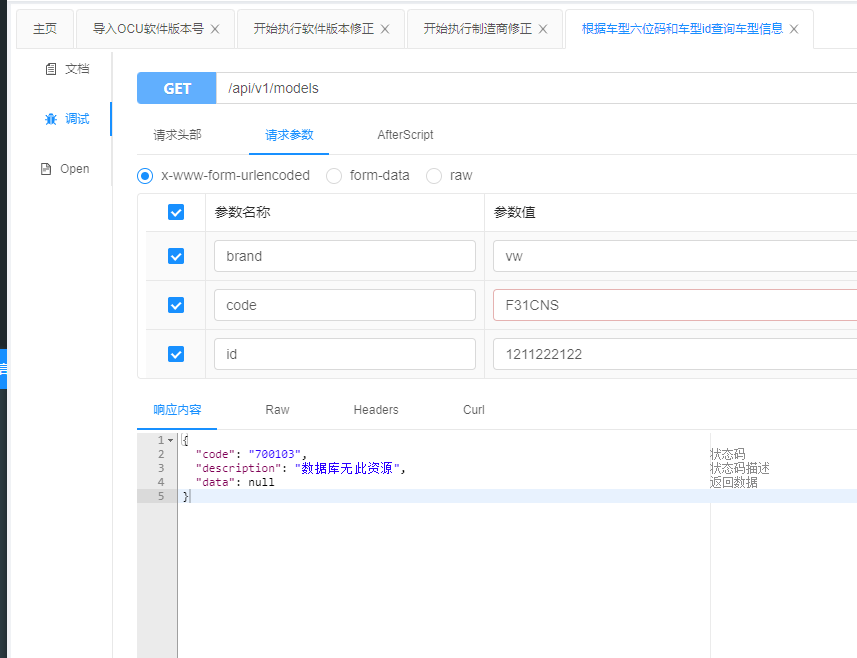 主页
导入OCU软件版本号
开始执行软件版本修正
开始执行制造商修正
根据车型六位码和车型id查询车型信息
文档
调试
Open
GET /api/v1/models
请求头部 请求参数 AfterScript
x-www-form-urlencoded form-data raw
参数名称 参数值
brand vw
code F31CNS
id 1211222122
响应内容 Raw Headers Curl
1 {
2 "code": "700103", 状态码
3 "description": "数据库无此资源", 状态码描述
4 "data": null 返回数据
5 }